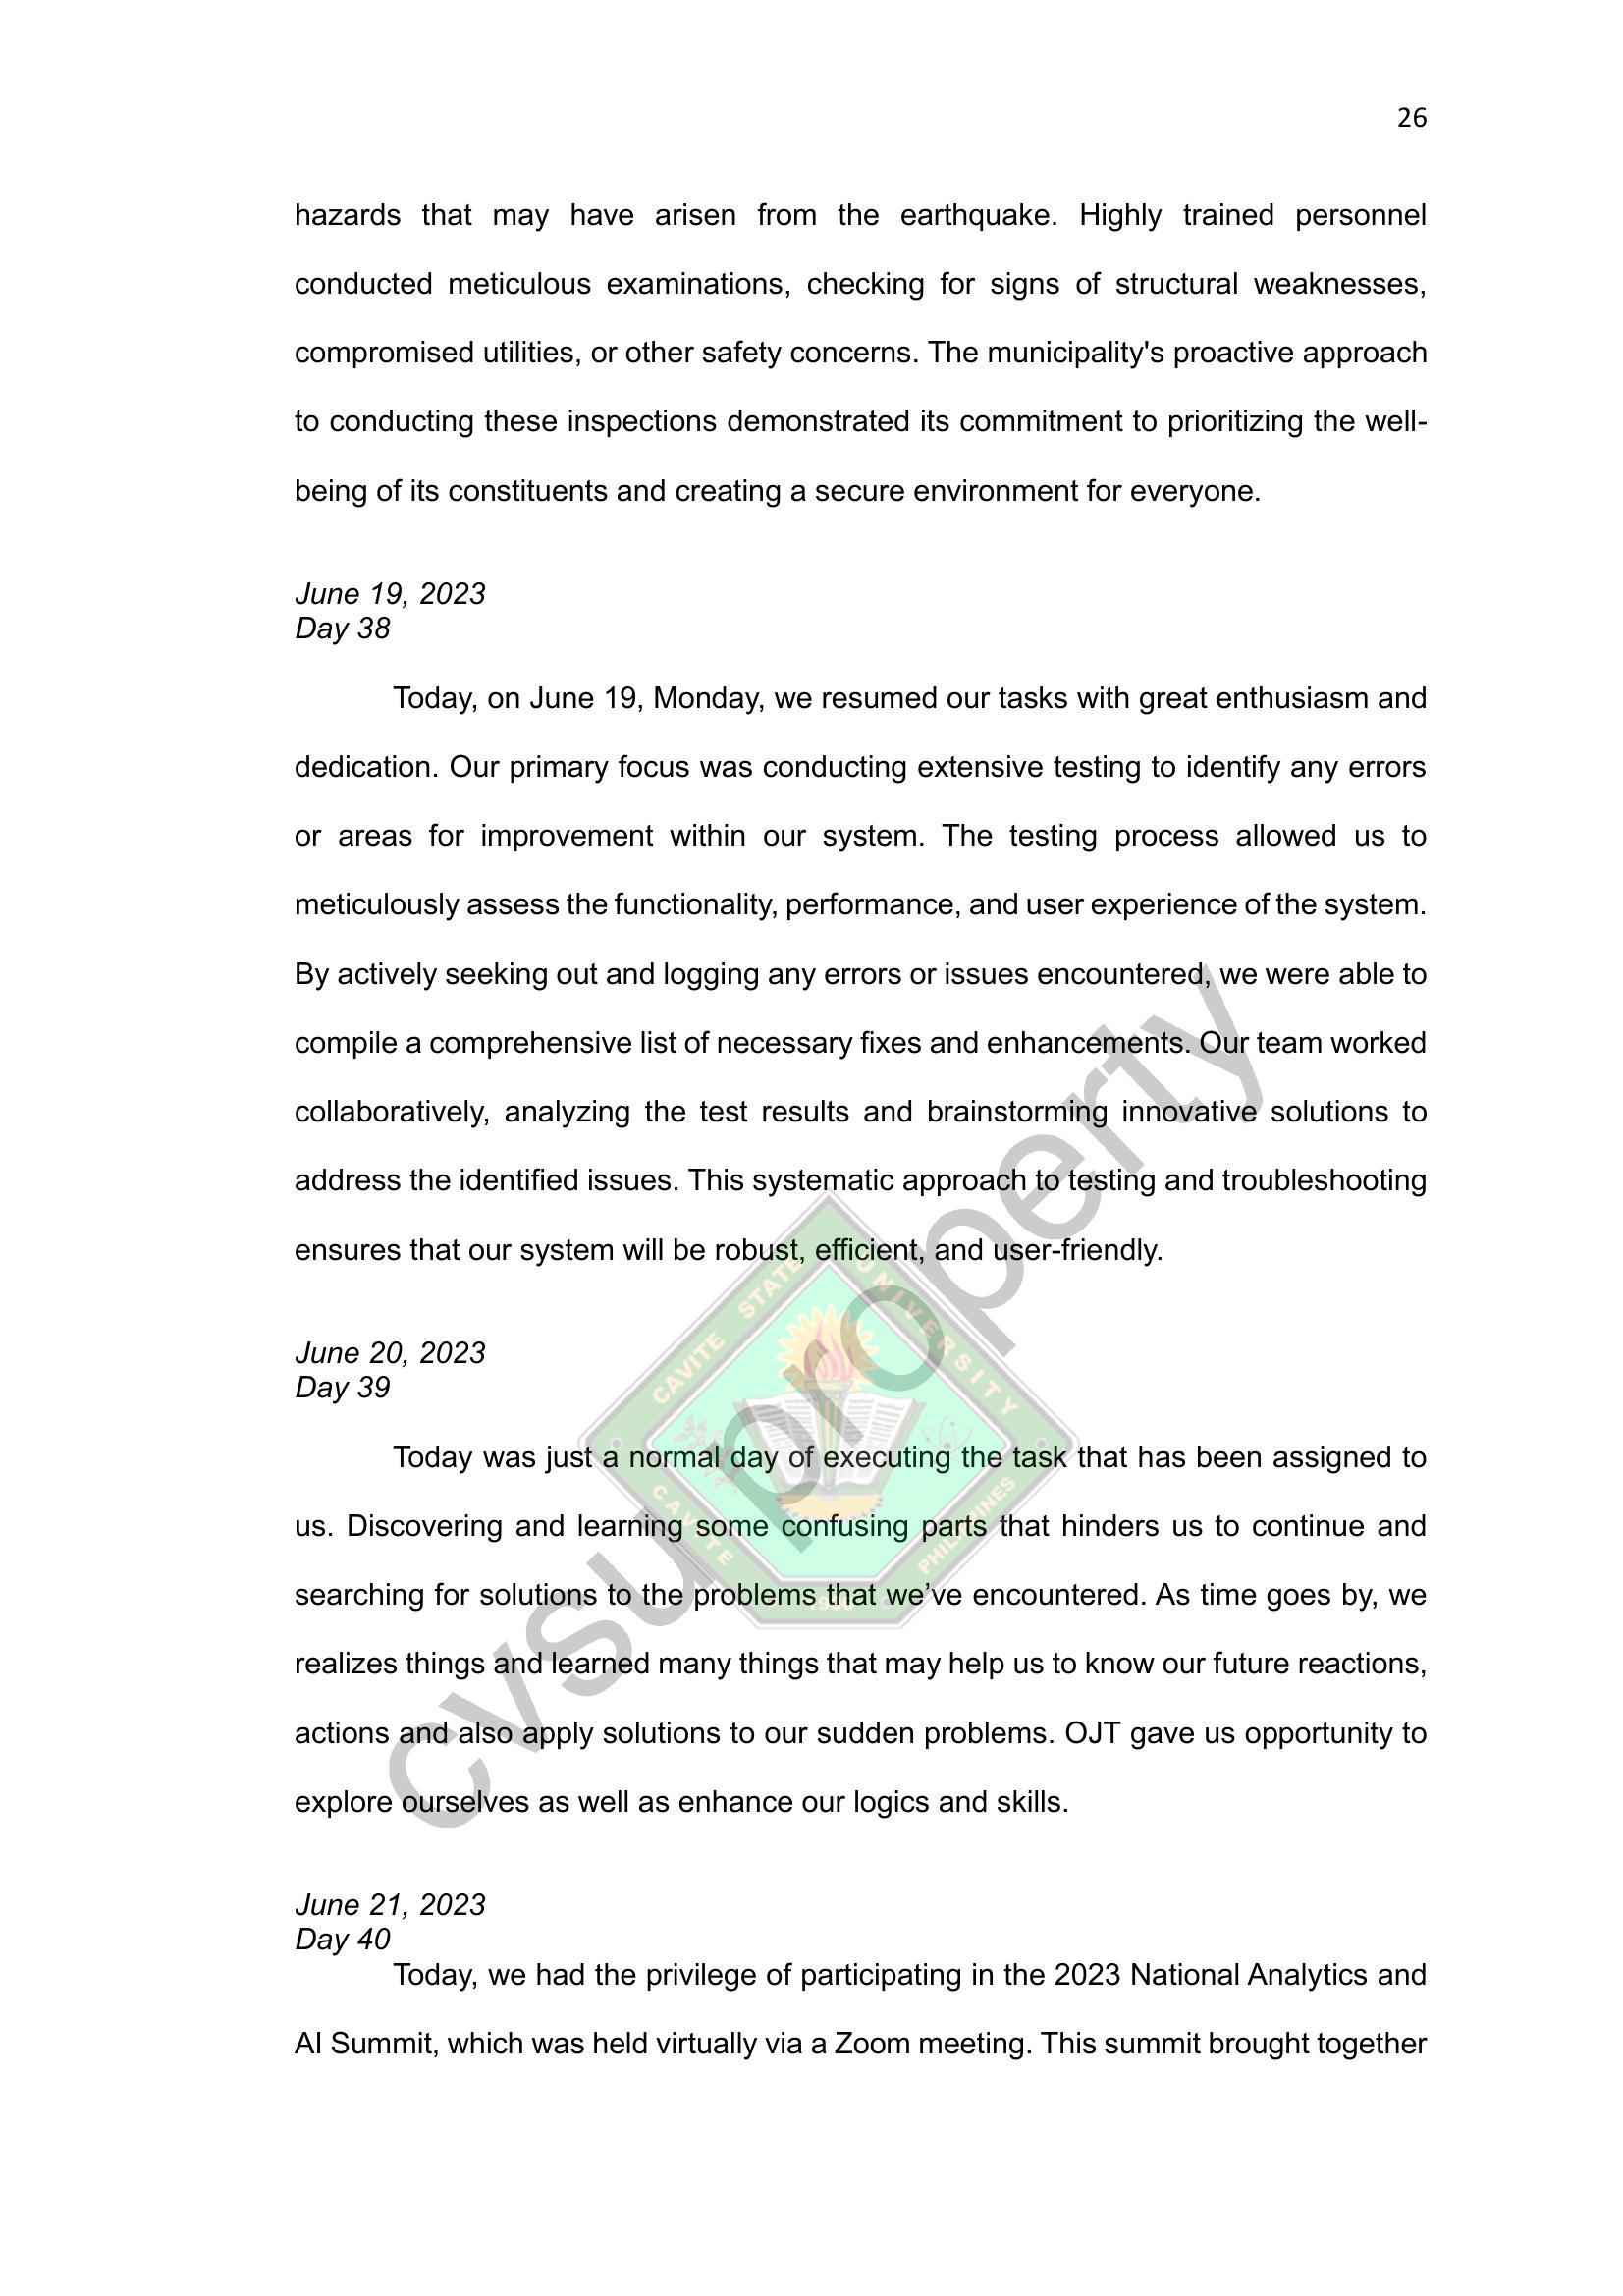 26
hazards that may have arisen from the earthquake. Highly trained personnel
conducted meticulous examinations, checking for signs of structural weaknesses,
compromised utilities, or other safety concerns. The municipality's proactive approach
to conducting these inspections demonstrated its commitment to prioritizing the well-
being of its constituents and creating a secure environment for everyone.
June 19, 2023
Day 38
Today, on June 19, Monday, we resumed our tasks with great enthusiasm and
dedication. Our primary focus was conducting extensive testing to identify any errors
or areas for improvement within our system. The testing process allowed us to
meticulously assess the functionality, performance, and user experience of the system.
By actively seeking out and logging any errors or issues encountered, we were able to
compile a comprehensive list of necessary fixes and enhancements. Our team worked
collaboratively, analyzing the test results and brainstorming innovative solutions to
address the identified issues. This systematic approach to testing and troubleshooting
ensures that our system will be robust, efficient, and user-friendly.
June 20, 2023
Day 39
Today was just a normal day of executing the task that has been assigned to
us. Discovering and learning some confusing parts that hinders us to continue and
searching for solutions to the problems that we’ve encountered. As time goes by, we
realizes things and learned many things that may help us to know our future reactions,
actions and also apply solutions to our sudden problems. OJT gave us opportunity to
explore ourselves as well as enhance our logics and skills.
June 21, 2023
Day 40
Today, we had the privilege of participating in the 2023 National Analytics and
AI Summit, which was held virtually via a Zoom meeting. This summit brought together
cvsu property
CAVITE STATE UNIVERSITY
CAVITE
PHILIPPINES